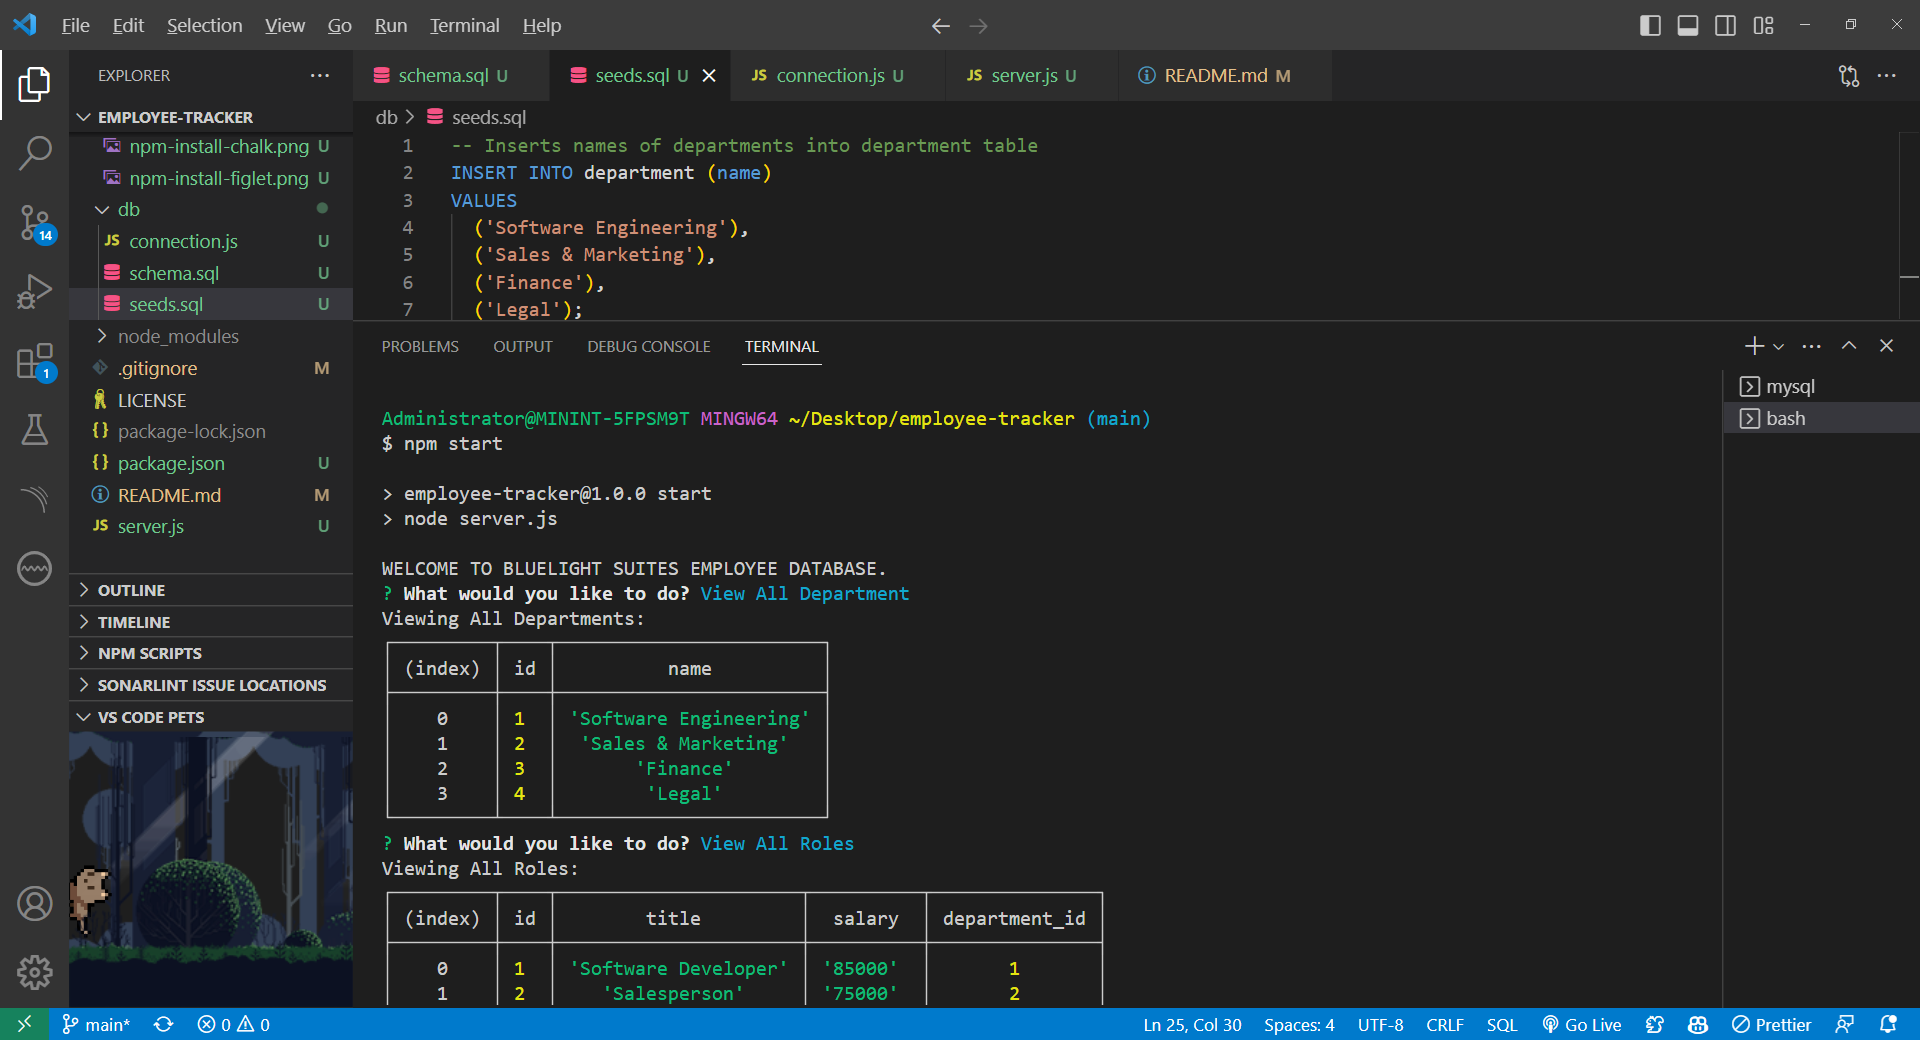 File Edit Selection View Go Run Terminal Help
EXPLORER
EMPLOYEE-TRACKER
npm-install-chalk.png U
npm-install-figlet.png U
db
JS connection.js U
schema.sql U
seeds.sql U
node_modules
.gitignore M
LICENSE
{} package-lock.json
{} package.json U
README.md M
JS server.js U
OUTLINE
TIMELINE
NPM SCRIPTS
SONARLINT ISSUE LOCATIONS
VS CODE PETS
14
1
schema.sql U seeds.sql U JS connection.js U JS server.js U README.md M
db > seeds.sql
1 -- Inserts names of departments into department table
2 INSERT INTO department (name)
3 VALUES
4 ('Software Engineering'),
5 ('Sales & Marketing'),
6 ('Finance'),
7 ('Legal');
PROBLEMS OUTPUT DEBUG CONSOLE TERMINAL
mysql
bash
Administrator@MININT-5FPSM9T MINGW64 ~/Desktop/employee-tracker (main)
$ npm start
> employee-tracker@1.0.0 start
> node server.js
WELCOME TO BLUELIGHT SUITES EMPLOYEE DATABASE.
? What would you like to do? View All Department
Viewing All Departments:
(index) id name
0 1 'Software Engineering'
1 2 'Sales & Marketing'
2 3 'Finance'
3 4 'Legal'
? What would you like to do? View All Roles
Viewing All Roles:
(index) id title salary department_id
0 1 'Software Developer' '85000' 1
1 2 'Salesperson' '75000' 2
main* 0 0 Ln 25, Col 30 Spaces: 4 UTF-8 CRLF SQL Go Live Prettier